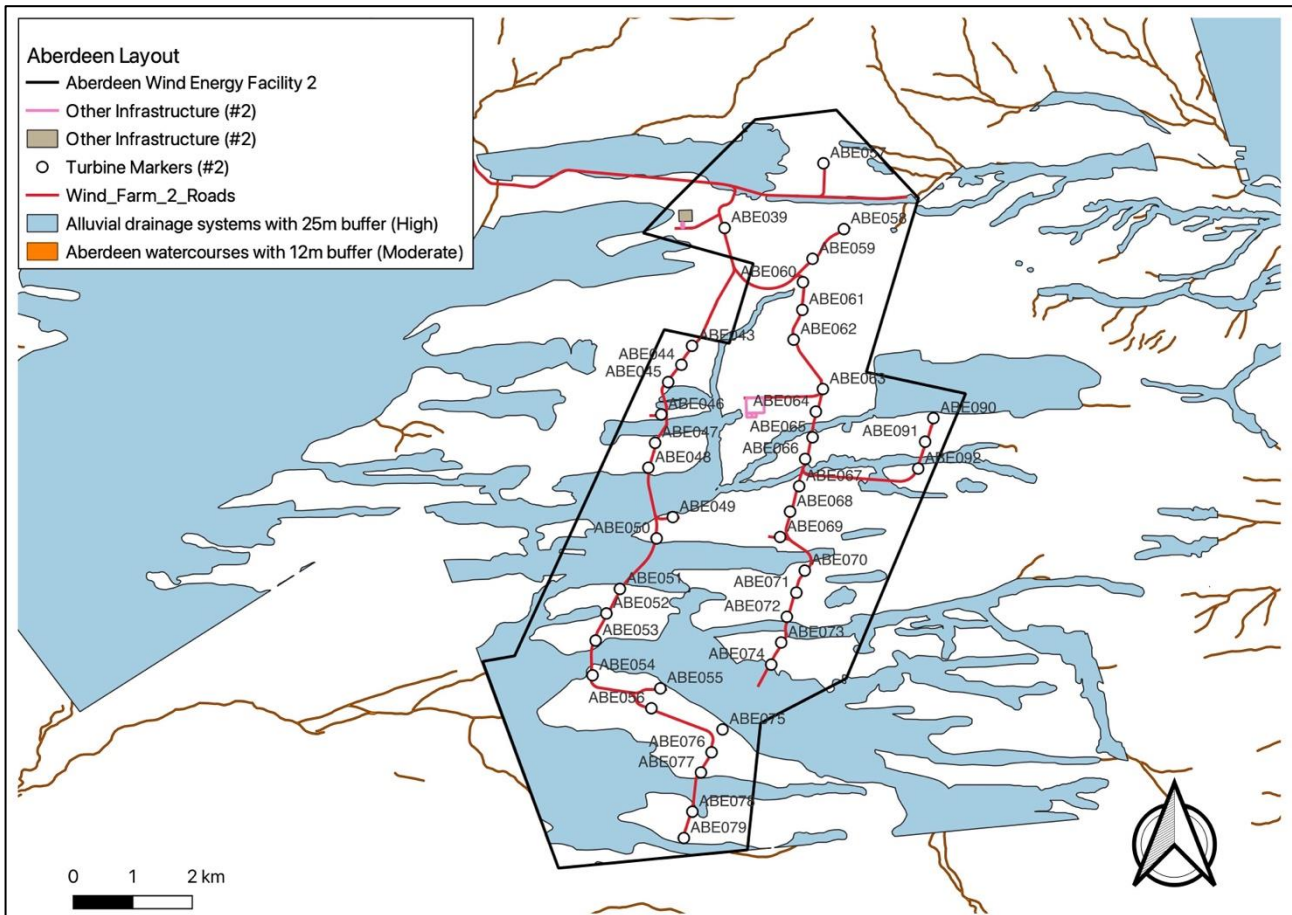 Aberdeen Layout
Aberdeen Wind Energy Facility 2
Other Infrastructure (#2)
Other Infrastructure (#2)
Turbine Markers (#2)
Wind_Farm_2_Roads
Alluvial drainage systems with 25m buffer (High)
Aberdeen watercourses with 12m buffer (Moderate)
ABE057
ABE039
ABE058
ABE059
ABE060
ABE061
ABE062
ABE043
ABE044
ABE045
ABE063
ABE046
ABE064
ABE090
ABE065
ABE091
ABE047
ABE066
ABE048
ABE092
ABE067
ABE068
ABE049
ABE050
ABE069
ABE070
ABE051
ABE071
ABE052
ABE072
ABE053
ABE073
ABE074
ABE054
ABE055
ABE056
ABE075
ABE076
ABE077
ABE078
ABE079
0 1 2 km